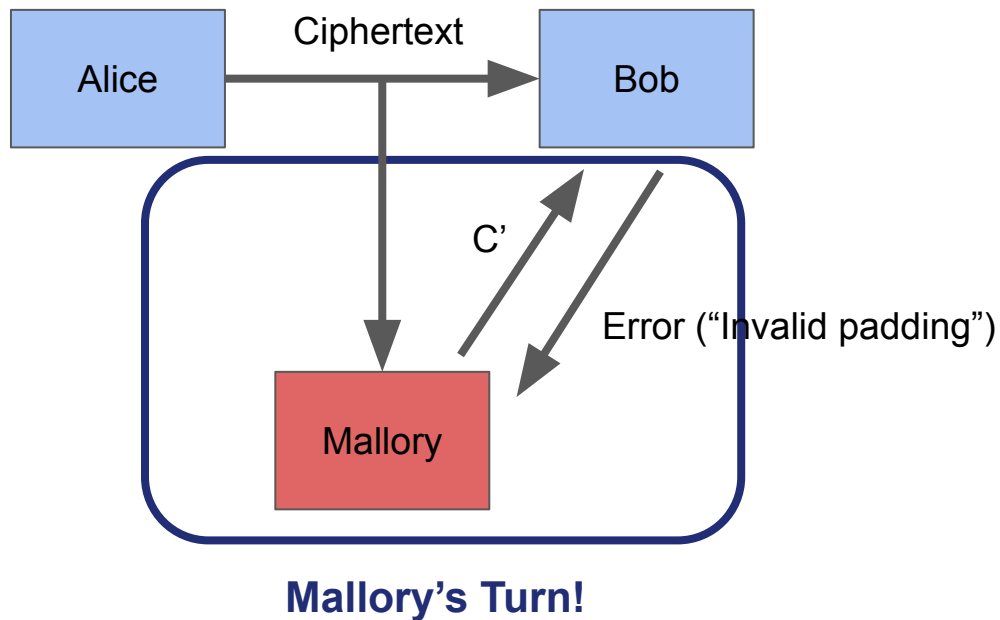 Ciphertext
Alice
Bob
C’
Error (“Invalid padding”)
Mallory
Mallory’s Turn!